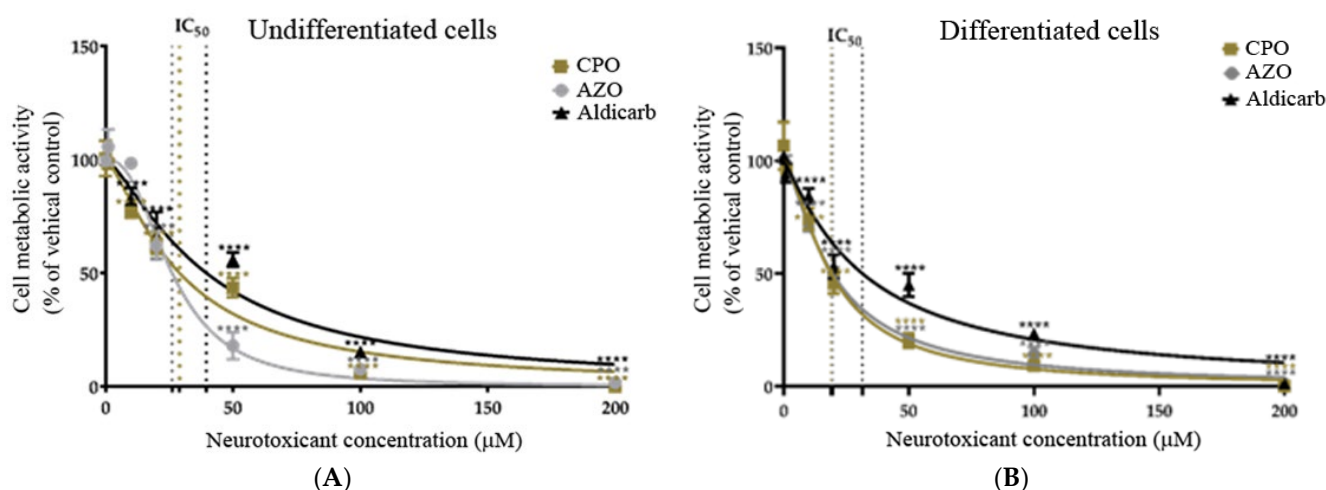 IC50
Undifferentiated cells
150
100
50
0
Cell metabolic activity
(% of vehical control)
CPO
AZO
Aldicarb
****
****
****
****
****
****
****
****
0
50
100
150
200
Neurotoxicant concentration (μM)
(A)
IC50
Differentiated cells
150
100
50
0
Cell metabolic activity
(% of vehical control)
CPO
AZO
Aldicarb
****
****
****
****
****
****
****
0
50
100
150
200
Neurotoxicant concentration (μM)
(B)